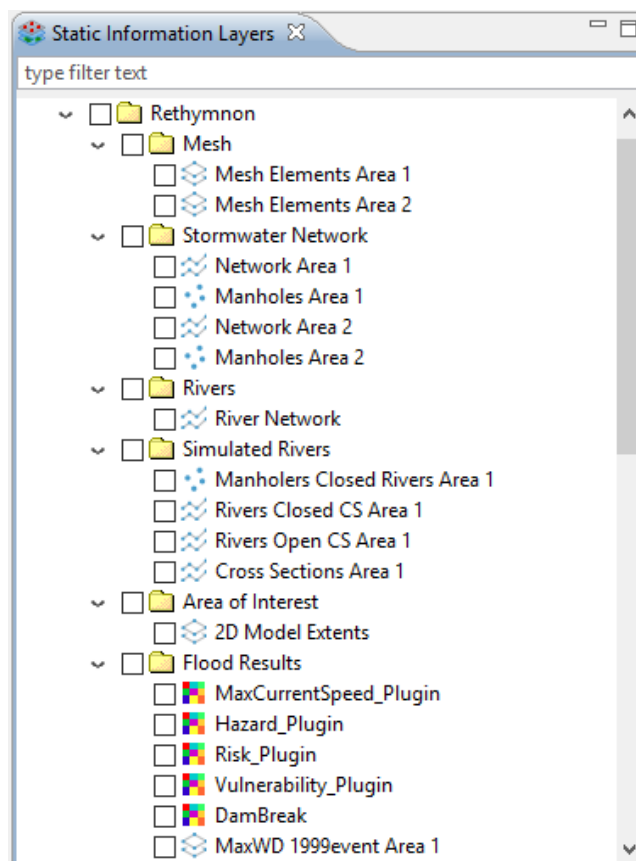 Static Information Layers
type filter text
Rethymnon
Mesh
Mesh Elements Area 1
Mesh Elements Area 2
Stormwater Network
Network Area 1
Manholes Area 1
Network Area 2
Manholes Area 2
Rivers
River Network
Simulated Rivers
Manholers Closed Rivers Area 1
Rivers Closed CS Area 1
Rivers Open CS Area 1
Cross Sections Area 1
Area of Interest
2D Model Extents
Flood Results
MaxCurrentSpeed_Plugin
Hazard_Plugin
Risk_Plugin
Vulnerability_Plugin
DamBreak
MaxWD 1999event Area 1